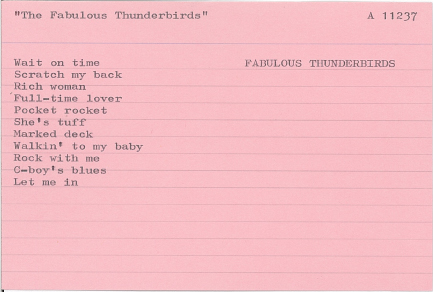 "The Fabulous Thunderbirds" A 11237
Wait on time FABULOUS THUNDERBIRDS
Scratch my back
Rich woman
Full-time lover
Pocket rocket
She's tuff
Marked deck
Walkin' to my baby
Rock with me
C-boy's blues
Let me in